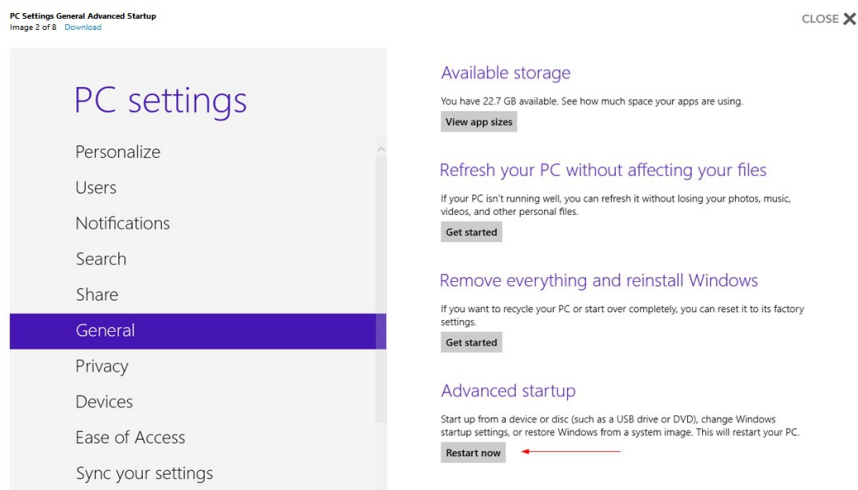 PC Settings General Advanced Startup
Image 2 of 8 Download
CLOSE
PC settings
Personalize
Users
Notifications
Search
Share
General
Privacy
Devices
Ease of Access
Sync your settings
Available storage
You have 22.7 GB available. See how much space your apps are using.
View app sizes
Refresh your PC without affecting your files
If your PC isn't running well, you can refresh it without losing your photos, music,
videos, and other personal files.
Get started
Remove everything and reinstall Windows
If you want to recycle your PC or start over completely, you can reset it to its factory
settings.
Get started
Advanced startup
Start up from a device or disc (such as a USB drive or DVD), change Windows
startup settings, or restore Windows from a system image. This will restart your PC.
Restart now